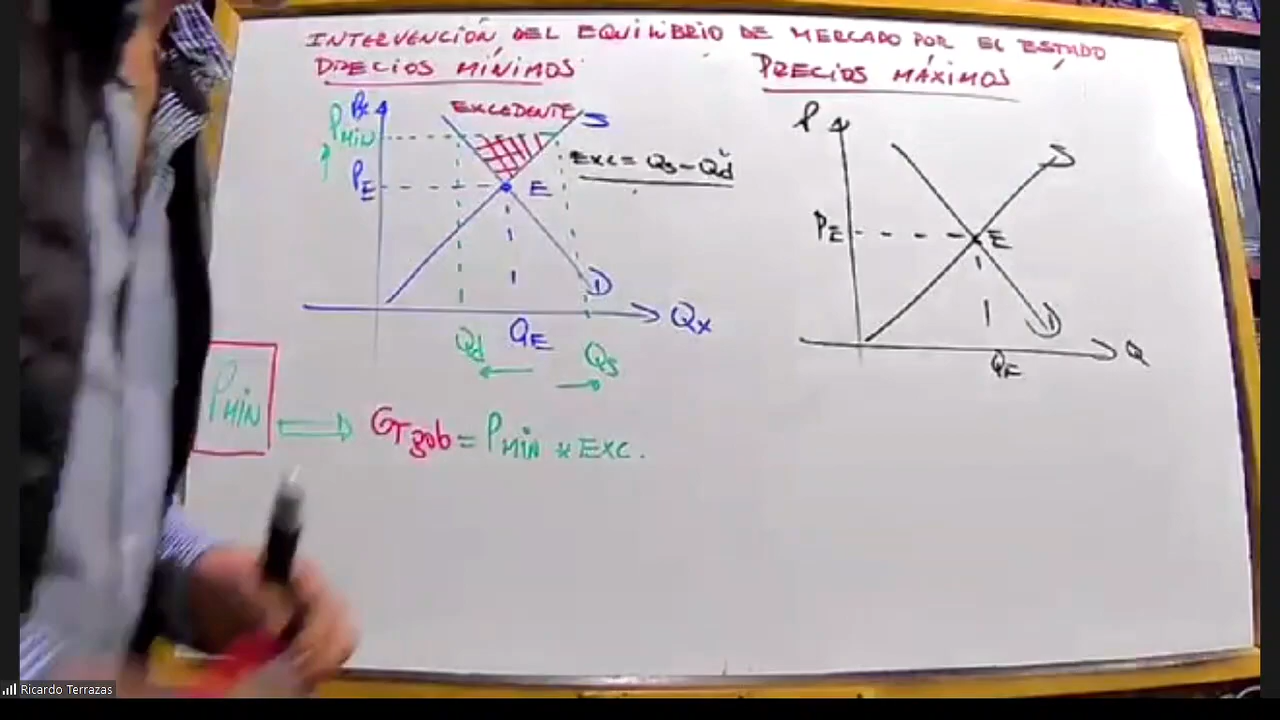 INTERVENCIÓN DEL EQUILIBRIO DE MERCADO POR EL ESTADO
PRECIOS MÍNIMOS
PRECIOS MÁXIMOS
Px
EXCEDENTE
S
PMIN
EXC = Qs - Qd
PE
E
D
Qx
Qd
QE
Qs
P
S
PE
E
D
Q
QE
PMIN
GTgob = PMIN * EXC.
Ricardo Terrazas